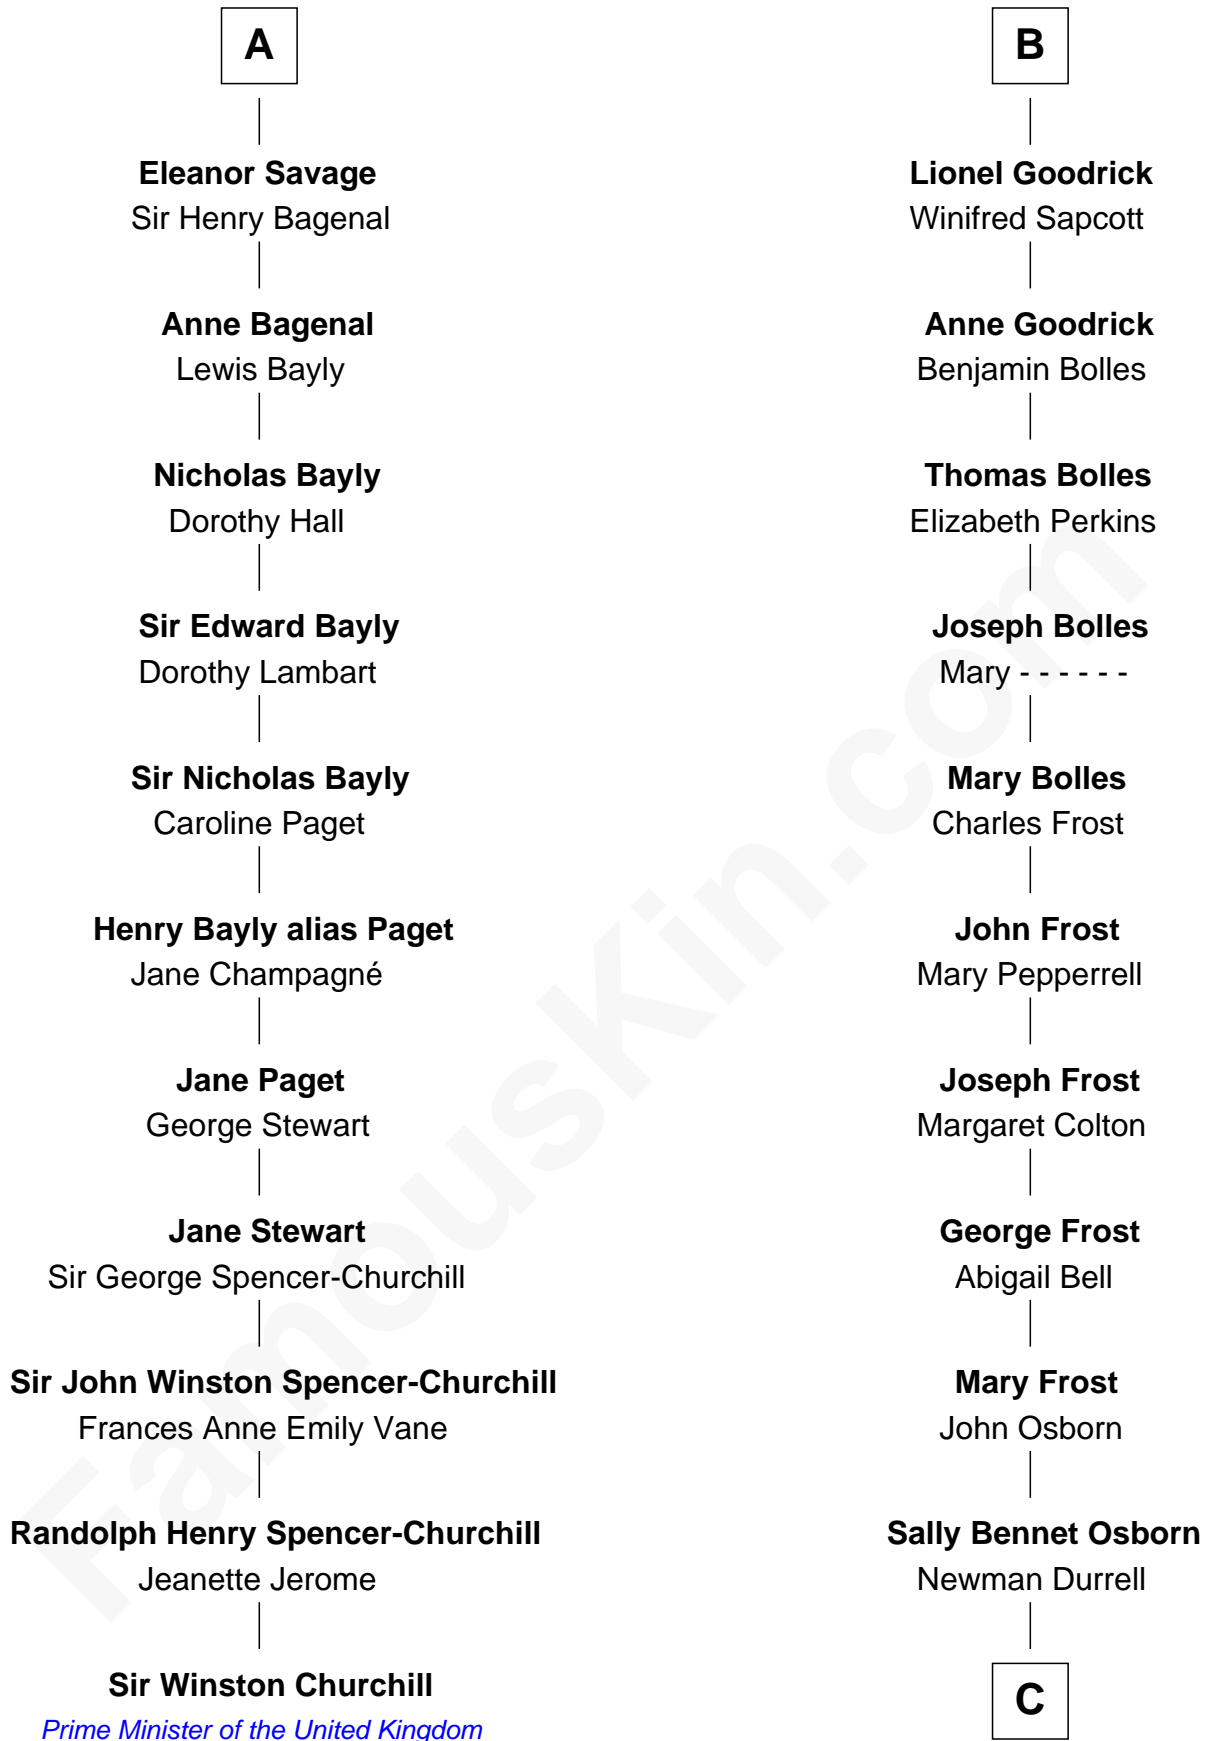 A
Eleanor Savage
Sir Henry Bagenal
Anne Bagenal
Lewis Bayly
Nicholas Bayly
Dorothy Hall
Sir Edward Bayly
Dorothy Lambart
Sir Nicholas Bayly
Caroline Paget
Henry Bayly alias Paget
Jane Champagné
Jane Paget
George Stewart
Jane Stewart
Sir George Spencer-Churchill
Sir John Winston Spencer-Churchill
Frances Anne Emily Vane
Randolph Henry Spencer-Churchill
Jeanette Jerome
Sir Winston Churchill
Prime Minister of the United Kingdom
B
Lionel Goodrick
Winifred Sapcott
Anne Goodrick
Benjamin Bolles
Thomas Bolles
Elizabeth Perkins
Joseph Bolles
Mary - - - - - -
Mary Bolles
Charles Frost
John Frost
Mary Pepperrell
Joseph Frost
Margaret Colton
George Frost
Abigail Bell
Mary Frost
John Osborn
Sally Bennet Osborn
Newman Durrell
C
FamousKin.com